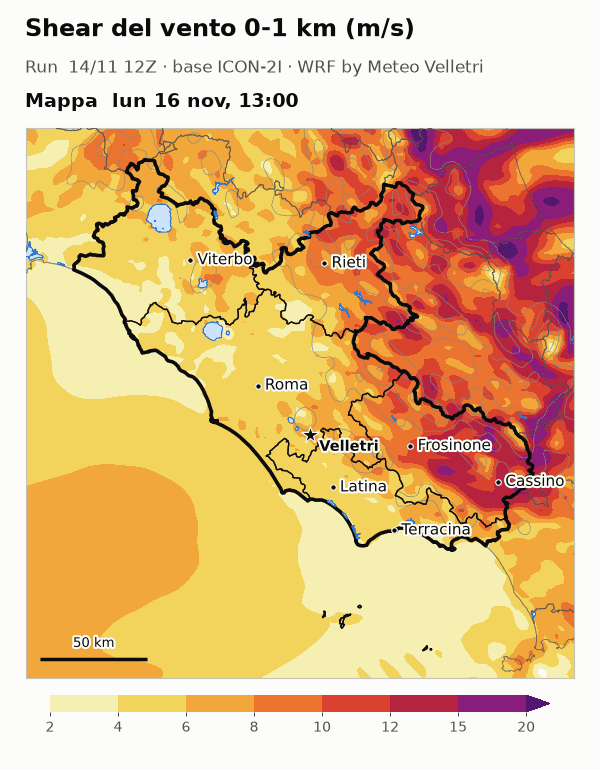 Shear del vento 0-1 km (m/s)
Run  14/11 12Z · base ICON-2I · WRF by Meteo Velletri
Mappa  lun 16 nov, 13:00
Viterbo
Rieti
Roma
Velletri
Frosinone
Cassino
Latina
Terracina
50 km
2 4 6 8 10 12 15 20